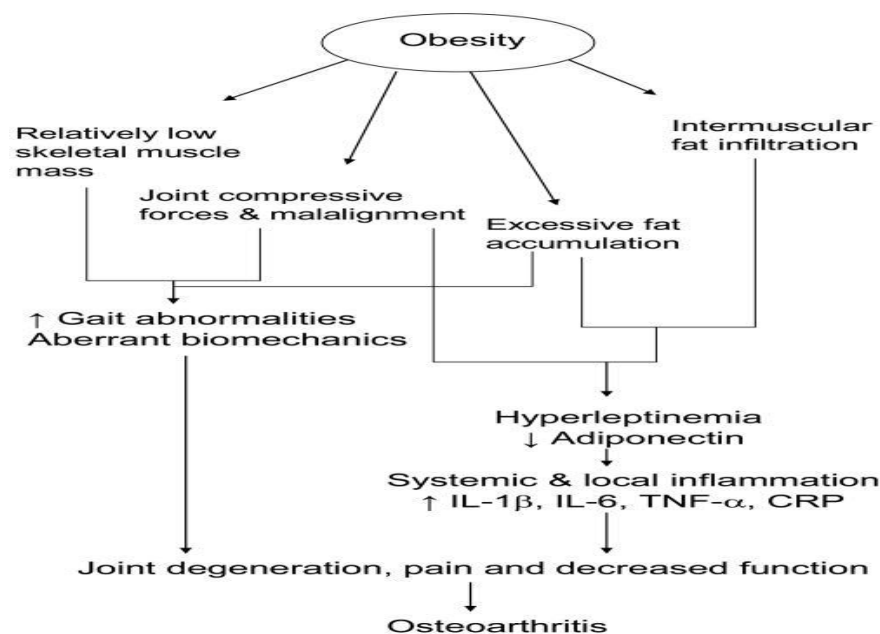 Obesity
Relatively low
skeletal muscle
mass
Intermuscular
fat infiltration
Joint compressive
forces & malalignment
Excessive fat
accumulation
↑ Gait abnormalities
Aberrant biomechanics
Hyperleptinemia
↓ Adiponectin
Systemic & local inflammation
↑ IL-1β, IL-6, TNF-α, CRP
Joint degeneration, pain and decreased function
Osteoarthritis